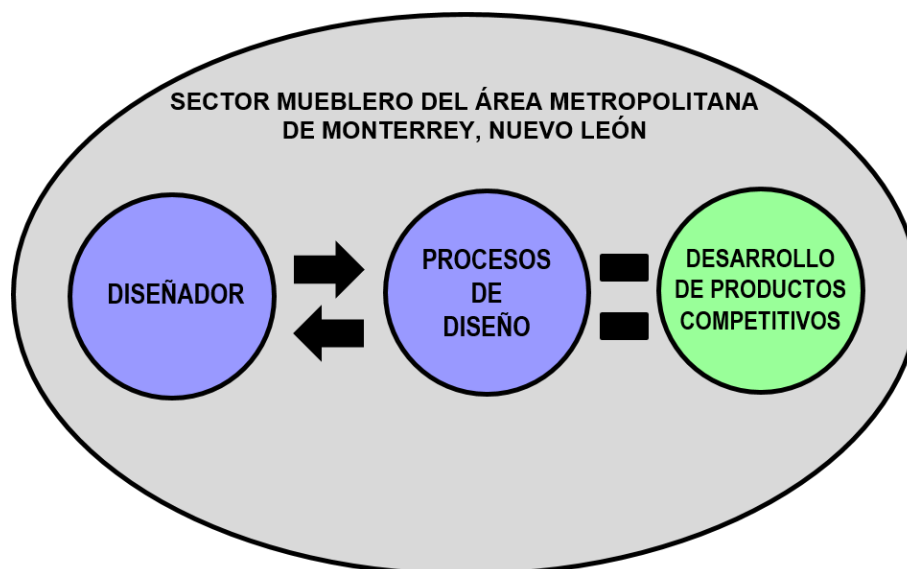 SECTOR MUEBLERO DEL ÁREA METROPOLITANA
DE MONTERREY, NUEVO LEÓN
DISEÑADOR
PROCESOS
DE
DISEÑO
DESARROLLO
DE PRODUCTOS
COMPETITIVOS